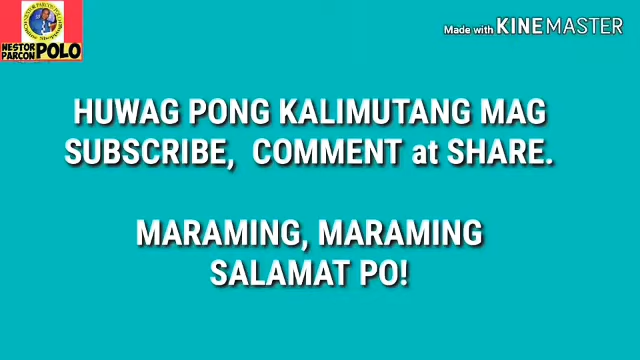 NESTOR
PARCON POLO
Made with KINEMASTER
HUWAG PONG KALIMUTANG MAG
SUBSCRIBE,  COMMENT at SHARE.
MARAMING, MARAMING
SALAMAT PO!